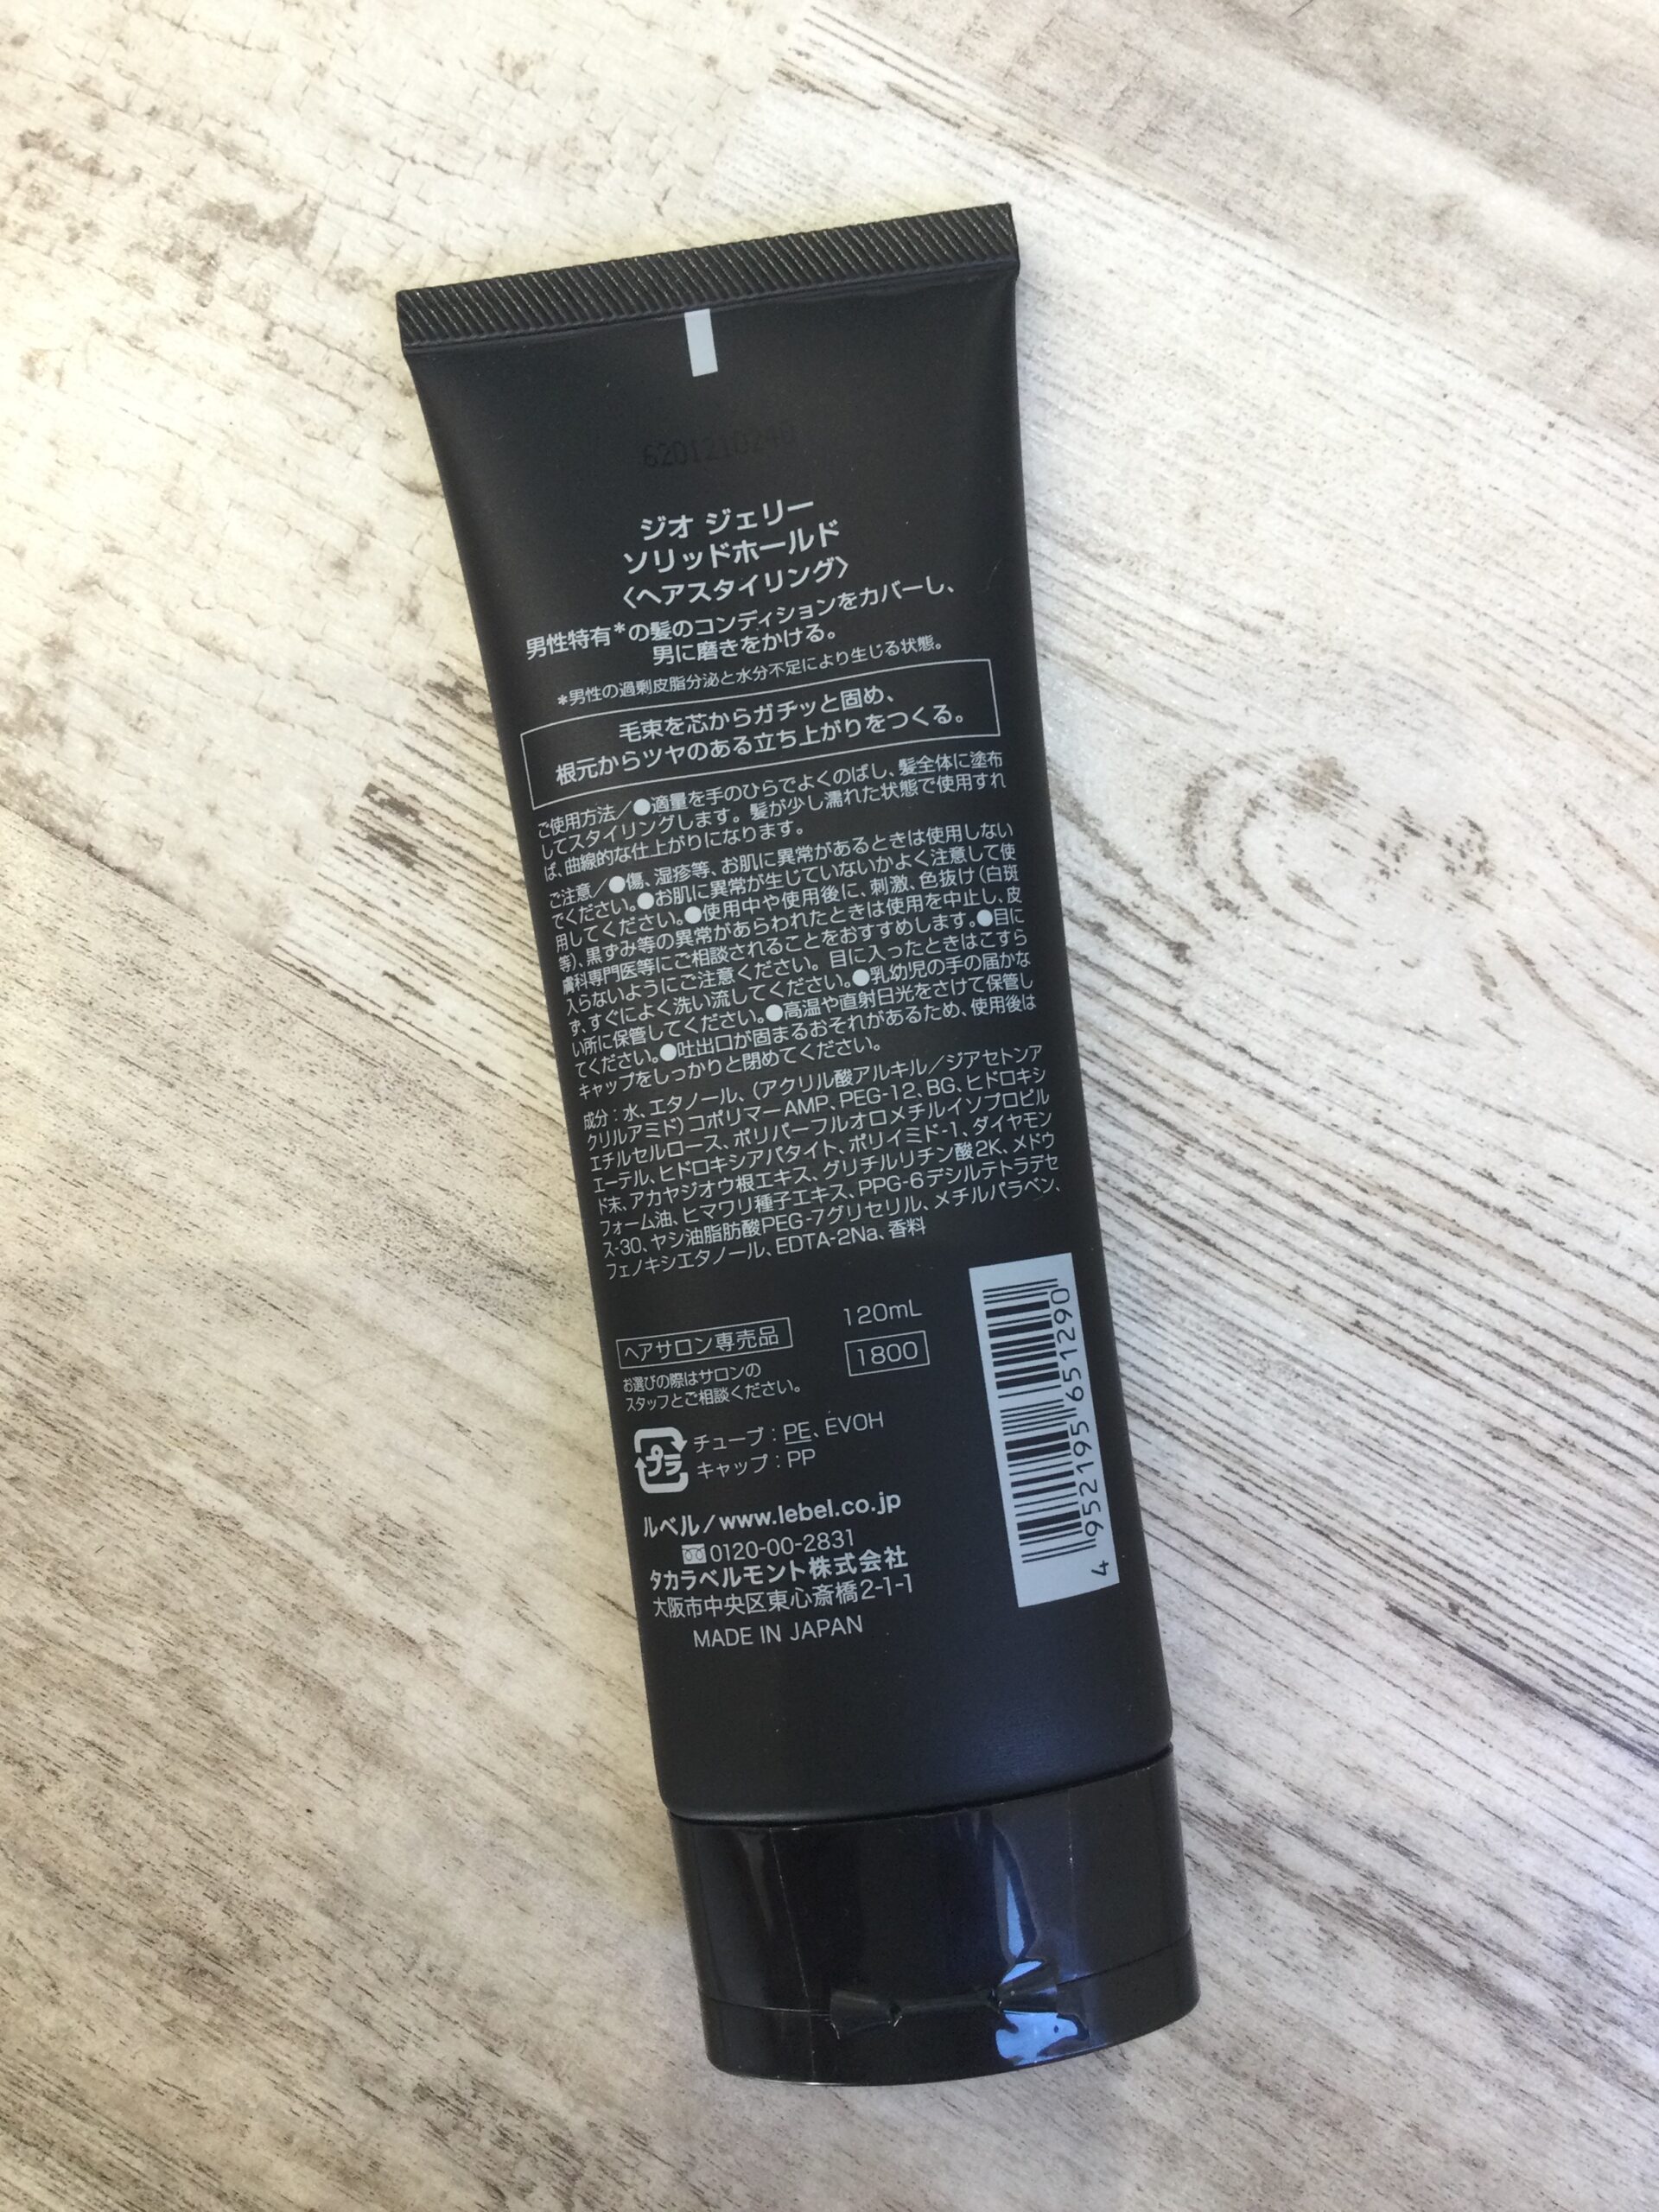 6201210240
ジオ ジェリー
ソリッドホールド
〈ヘアスタイリング〉
男性特有*の髪のコンディションをカバーし、
男に磨きをかける。
*男性の過剰皮脂分泌と水分不足により生じる状態。
毛束を芯からガチッと固め、
根元からツヤのある立ち上がりをつくる。
ご使用方法／●適量を手のひらでよくのばし、髪全体に塗布
してスタイリングします。髪が少し濡れた状態で使用すれ
ば、曲線的な仕上がりになります。
ご注意／●傷、湿疹等、お肌に異常があるときは使用しない
でください。●お肌に異常が生じていないかよく注意して使
用してください。●使用中や使用後に、刺激、色抜け（白斑
等）、黒ずみ等の異常があらわれたときは使用を中止し、皮
膚科専門医等にご相談されることをおすすめします。●目に
入らないようにご注意ください。目に入ったときはこすら
ず、すぐによく洗い流してください。●乳幼児の手の届かな
い所に保管してください。●高温や直射日光をさけて保管し
てください。●吐出口が固まるおそれがあるため、使用後は
キャップをしっかりと閉めてください。
成分：水、エタノール、（アクリル酸アルキル／ジアセトンア
クリルアミド）コポリマーAMP、PEG-12、BG、ヒドロキシ
エチルセルロース、ポリパーフルオロメチルイソプロピル
エーテル、ヒドロキシアパタイト、ポリイミド-1、ダイヤモン
ド末、アカヤジオウ根エキス、グリチルリチン酸2K、メドウ
フォーム油、ヒマワリ種子エキス、PPG-6デシルテトラデセ
ス-30、ヤシ油脂肪酸PEG-7グリセリル、メチルパラベン、
フェノキシエタノール、EDTA-2Na、香料
120mL
ヘアサロン専売品
1800
お選びの際はサロンの
スタッフとご相談ください。
プラ
チューブ：PE、EVOH
キャップ：PP
ルベル/www.lebel.co.jp
0120-00-2831
タカラベルモント株式会社
大阪市中央区東心斎橋2-1-1
MADE IN JAPAN
4 952195 651290